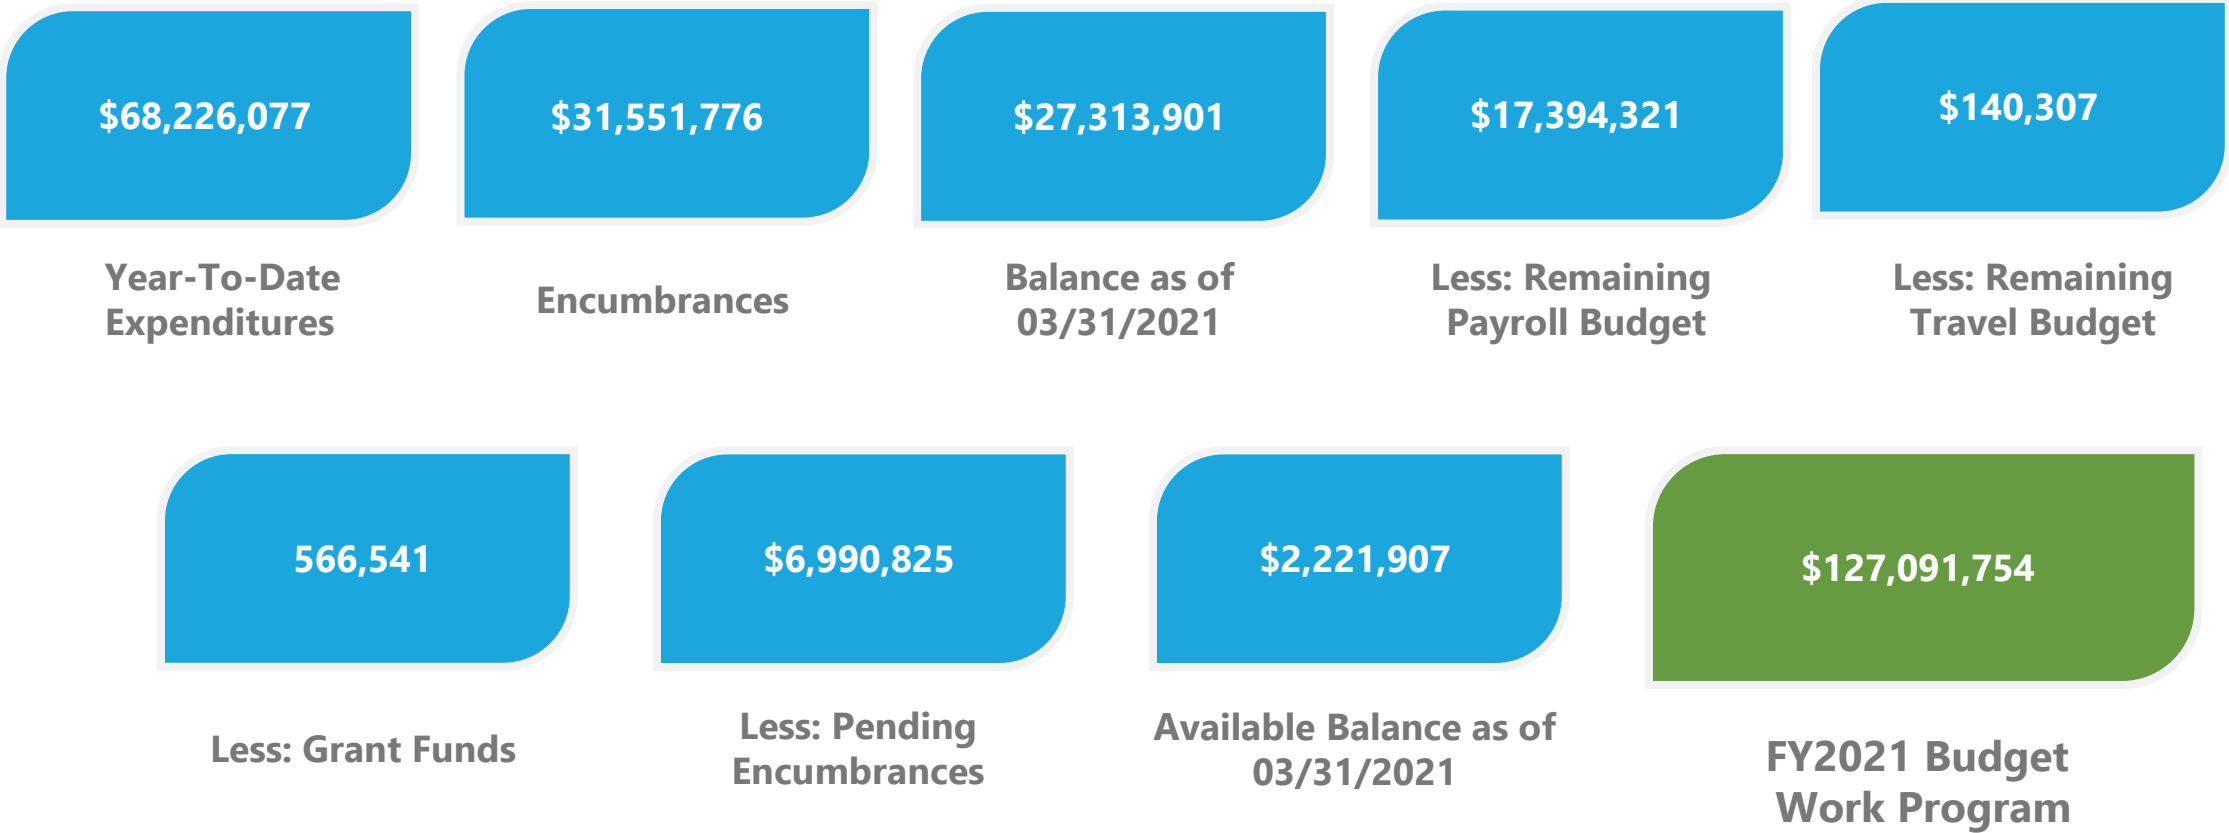 $68,226,077
Year-To-Date
Expenditures
$31,551,776
Encumbrances
$27,313,901
Balance as of
03/31/2021
$17,394,321
Less: Remaining
Payroll Budget
$140,307
Less: Remaining
Travel Budget
566,541
Less: Grant Funds
$6,990,825
Less: Pending
Encumbrances
$2,221,907
Available Balance as of
03/31/2021
$127,091,754
FY2021 Budget
Work Program